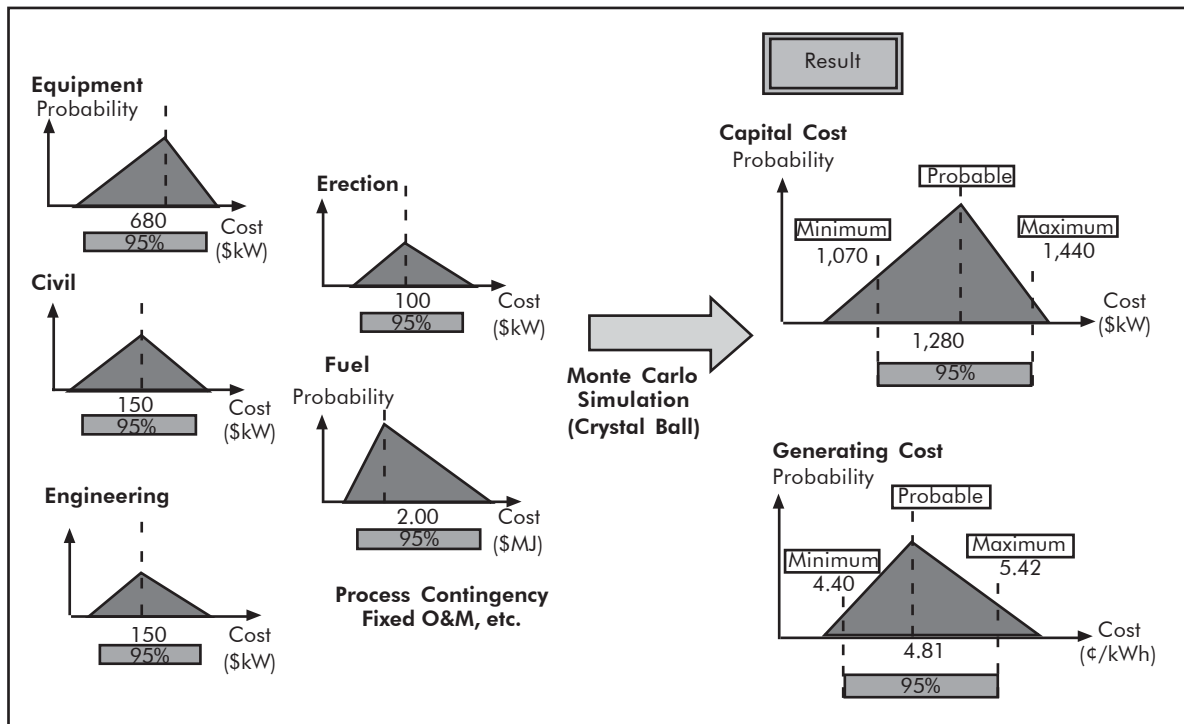 Result
Equipment
Probability
680
Cost
($kW)
95%
Civil
150
Cost
($kW)
95%
Engineering
150
Cost
($kW)
95%
Erection
100
Cost
($kW)
95%
Fuel
Probability
2.00
Cost
($MJ)
95%
Process Contingency
Fixed O&M, etc.
Monte Carlo
Simulation
(Crystal Ball)
Capital Cost
Probability
Probable
Minimum
1,070
Maximum
1,440
Cost
($kW)
1,280
95%
Generating Cost
Probability
Probable
Minimum
4.40
Maximum
5.42
Cost
(¢/kWh)
4.81
95%